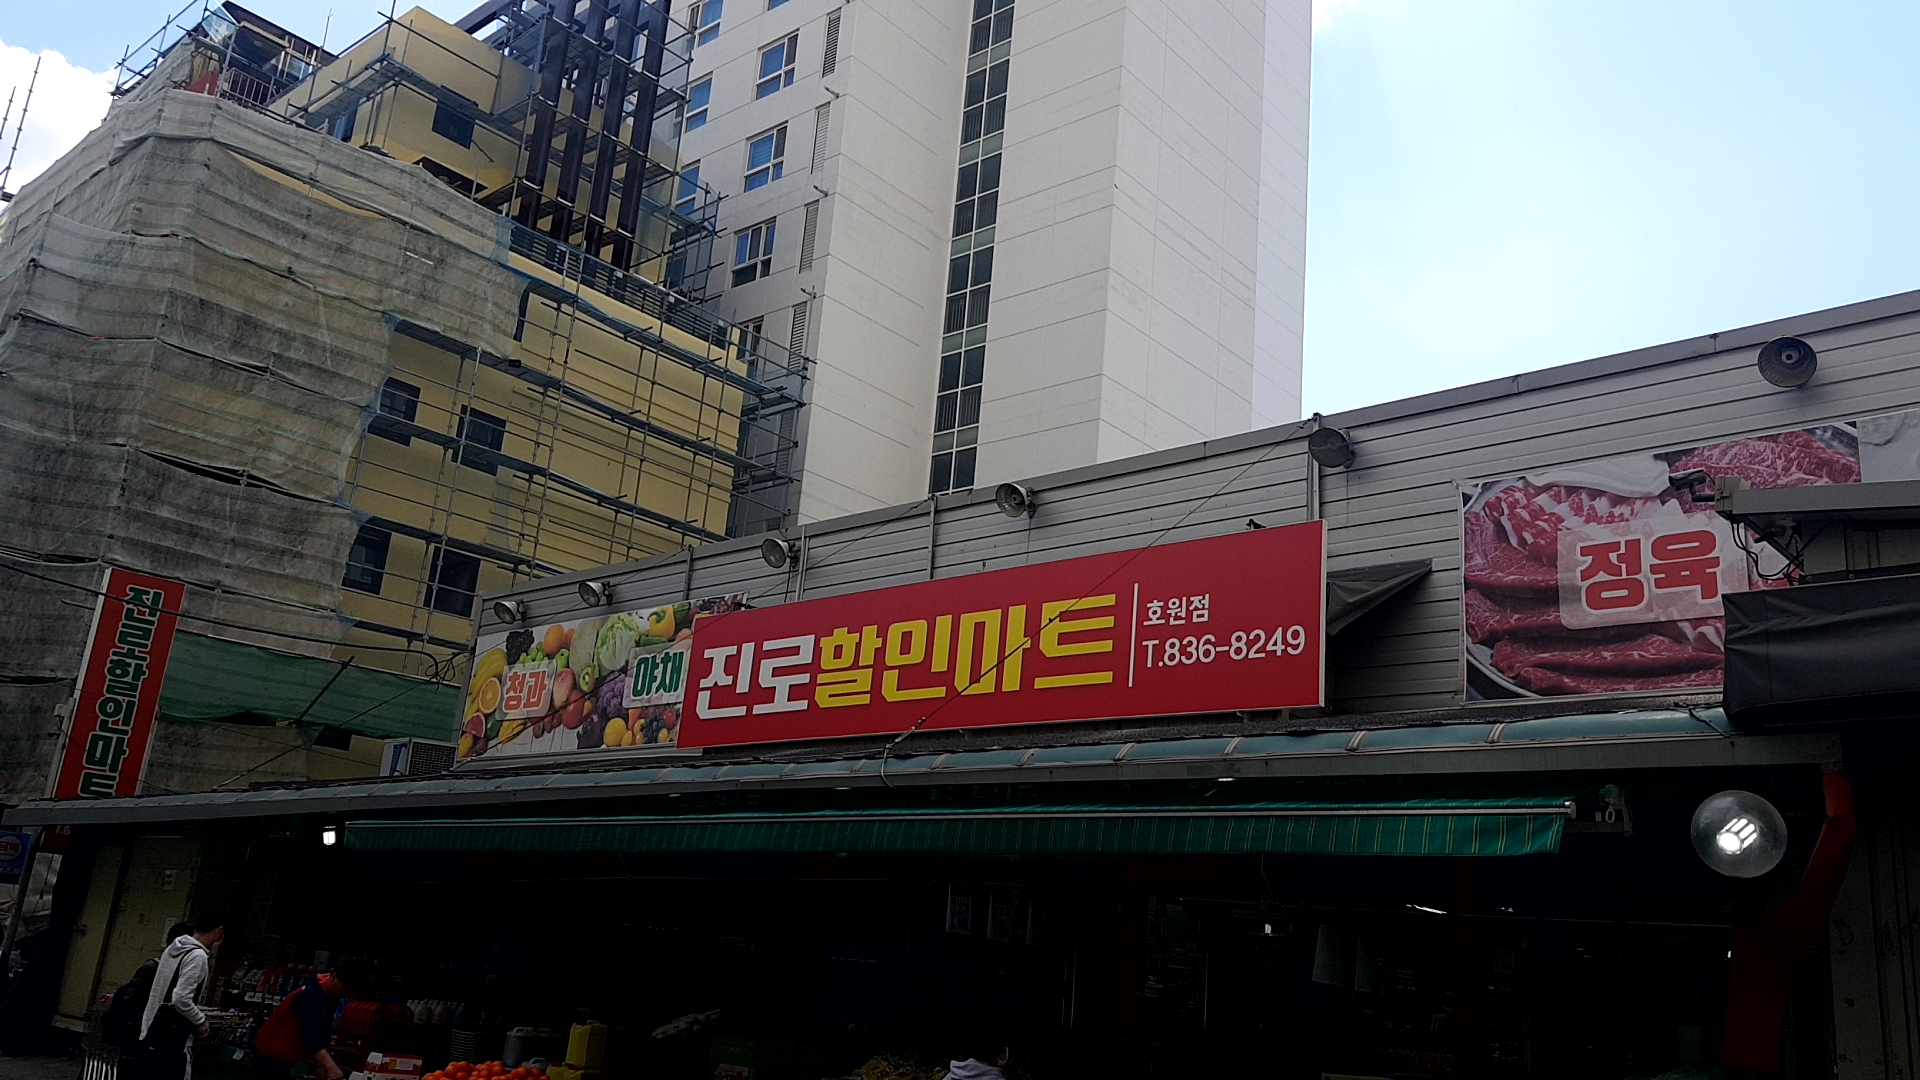 진로할인마트
청과
야채
진로할인마트
호원점
T.836-8249
정육